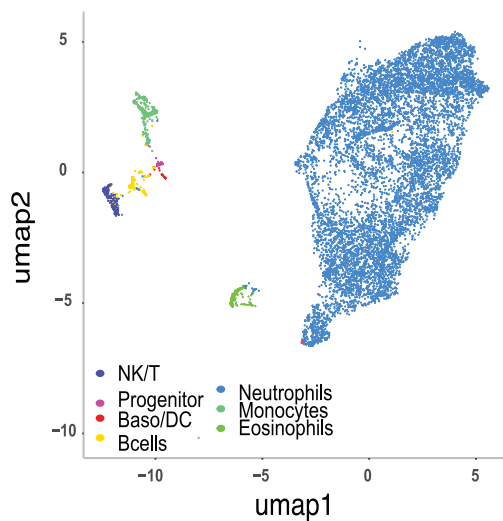 5
0
−5
−10
umap2
NK/T
Progenitor
Baso/DC
Bcells
Neutrophils
Monocytes
Eosinophils
−10
−5
0
5
umap1